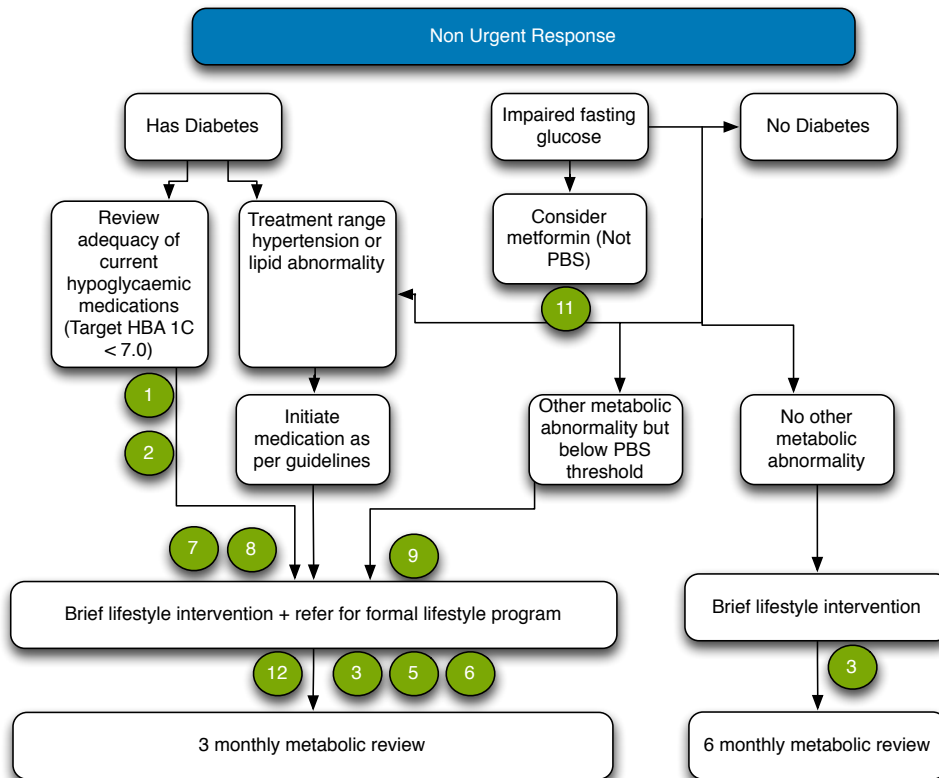 Non Urgent Response
Has Diabetes
Impaired fasting
glucose
No Diabetes
Review
adequacy of
current
hypoglycaemic
medications
(Target HBA 1C
< 7.0)
Treatment range
hypertension or
lipid abnormality
Consider
metformin (Not
PBS)
11
1
2
Initiate
medication as
per guidelines
Other metabolic
abnormality but
below PBS
threshold
No other
metabolic
abnormality
7
8
9
Brief lifestyle intervention + refer for formal lifestyle program
Brief lifestyle intervention
12
3
5
6
3
3 monthly metabolic review
6 monthly metabolic review